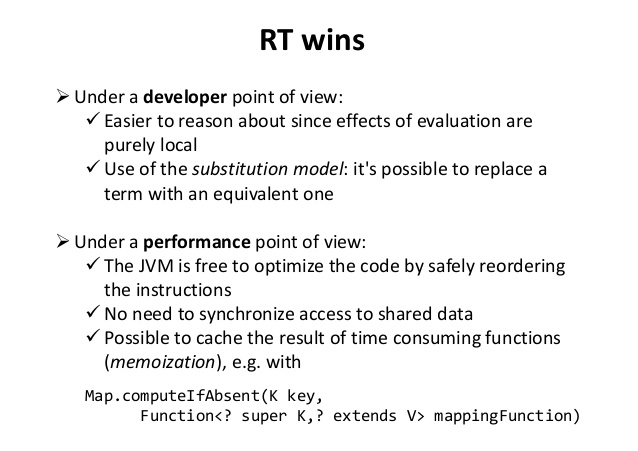 RT wins
➢ Under a developer point of view:
✓ Easier to reason about since effects of evaluation are
purely local
✓ Use of the substitution model: it's possible to replace a
term with an equivalent one
➢ Under a performance point of view:
✓ The JVM is free to optimize the code by safely reordering
the instructions
✓ No need to synchronize access to shared data
✓ Possible to cache the result of time consuming functions
(memoization), e.g. with
Map.computeIfAbsent(K key,
Function<? super K,? extends V> mappingFunction)